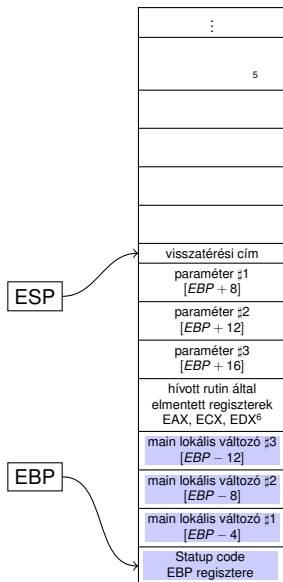 ⋮
5
visszatérési cím
ESP
paraméter ♯1
[EBP + 8]
paraméter ♯2
[EBP + 12]
paraméter ♯3
[EBP + 16]
hívott rutin által
elmentett regiszterek
EAX, ECX, EDX⁶
main lokális változó ♯3
[EBP − 12]
EBP
main lokális változó ♯2
[EBP − 8]
main lokális változó ♯1
[EBP − 4]
Statup code
EBP regisztere